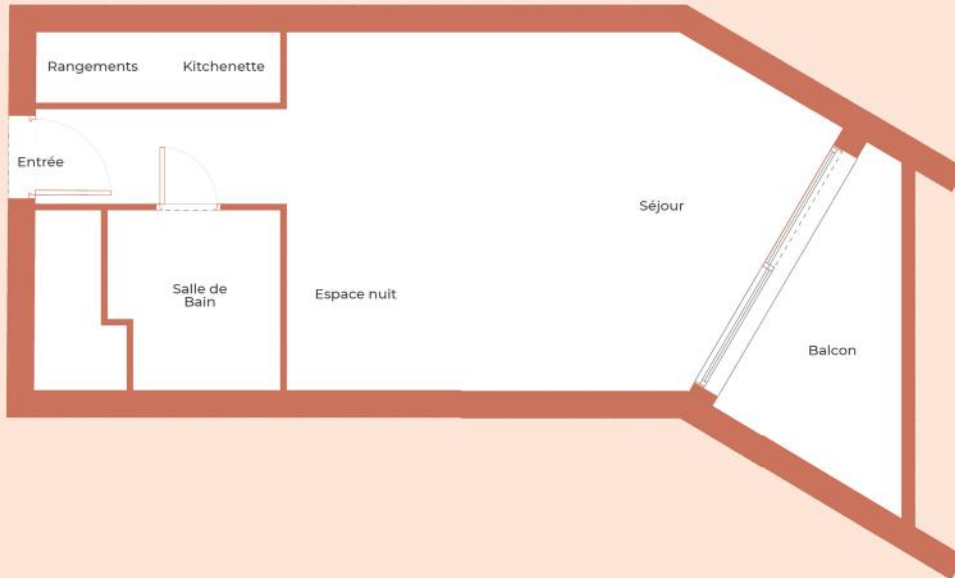 Rangements
Kitchenette
Entrée
Séjour
Salle de
Bain
Espace nuit
Balcon